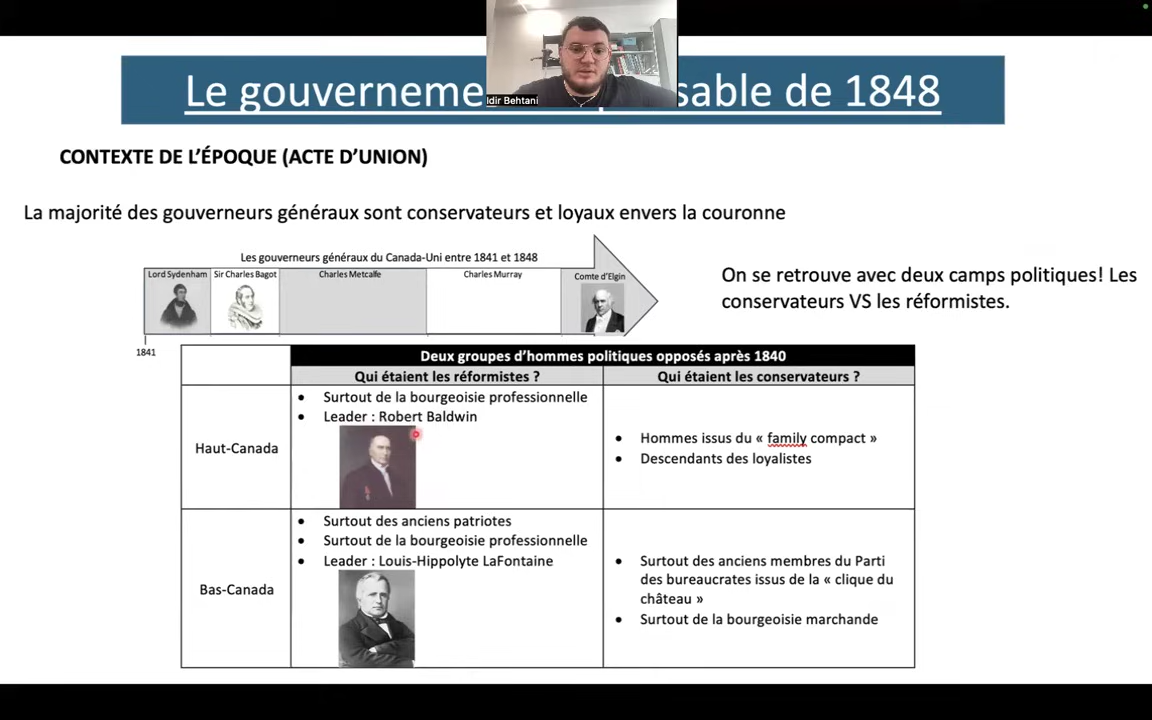 Le gouverneme sable de 1848
Idir Behtani
CONTEXTE DE L'ÉPOQUE (ACTE D'UNION)
La majorité des gouverneurs généraux sont conservateurs et loyaux envers la couronne
Les gouverneurs généraux du Canada-Uni entre 1841 et 1848
Lord Sydenham
Sir Charles Bagot
Charles Metcalfe
Charles Murray
Comte d'Elgin
1841
On se retrouve avec deux camps politiques! Les
conservateurs VS les réformistes.
Deux groupes d'hommes politiques opposés après 1840
Qui étaient les réformistes ?
Qui étaient les conservateurs ?
Haut-Canada
• Surtout de la bourgeoisie professionnelle
• Leader : Robert Baldwin
• Hommes issus du « family compact »
• Descendants des loyalistes
Bas-Canada
• Surtout des anciens patriotes
• Surtout de la bourgeoisie professionnelle
• Leader : Louis-Hippolyte LaFontaine
• Surtout des anciens membres du Parti
des bureaucrates issus de la « clique du
château »
• Surtout de la bourgeoisie marchande